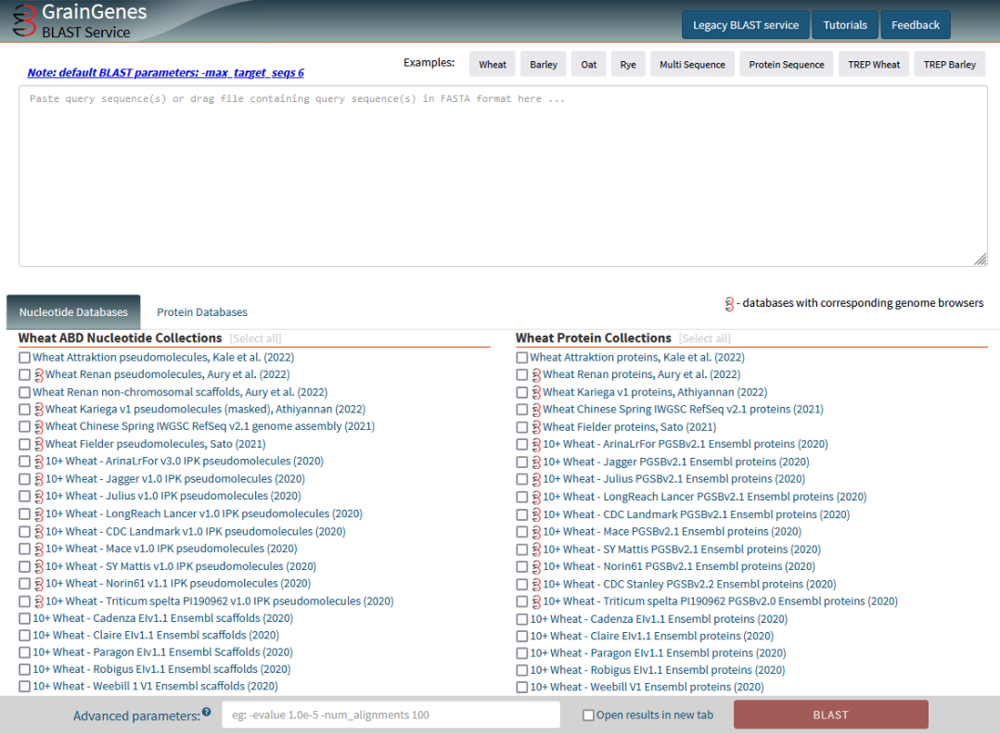 GrainGenes
BLAST Service
Legacy BLAST service
Tutorials
Feedback
Note: default BLAST parameters: -max_target_seqs 6
Examples:
Wheat
Barley
Oat
Rye
Multi Sequence
Protein Sequence
TREP Wheat
TREP Barley
Paste query sequence(s) or drag file containing query sequence(s) in FASTA format here ...
Nucleotide Databases
Protein Databases
- databases with corresponding genome browsers
Wheat ABD Nucleotide Collections [Select all]
Wheat Attraktion pseudomolecules, Kale et al. (2022)
Wheat Renan pseudomolecules, Aury et al. (2022)
Wheat Renan non-chromosomal scaffolds, Aury et al. (2022)
Wheat Kariega v1 pseudomolecules (masked), Athiyannan (2022)
Wheat Chinese Spring IWGSC RefSeq v2.1 genome assembly (2021)
Wheat Fielder pseudomolecules, Sato (2021)
10+ Wheat - ArinaLrFor v3.0 IPK pseudomolecules (2020)
10+ Wheat - Jagger v1.0 IPK pseudomolecules (2020)
10+ Wheat - Julius v1.0 IPK pseudomolecules (2020)
10+ Wheat - LongReach Lancer v1.0 IPK pseudomolecules (2020)
10+ Wheat - CDC Landmark v1.0 IPK pseudomolecules (2020)
10+ Wheat - Mace v1.0 IPK pseudomolecules (2020)
10+ Wheat - SY Mattis v1.0 IPK pseudomolecules (2020)
10+ Wheat - Norin61 v1.1 IPK pseudomolecules (2020)
10+ Wheat - Triticum spelta PI190962 v1.0 IPK pseudomolecules (2020)
10+ Wheat - Cadenza EIv1.1 Ensembl scaffolds (2020)
10+ Wheat - Claire EIv1.1 Ensembl scaffolds (2020)
10+ Wheat - Paragon EIv1.1 Ensembl Scaffolds (2020)
10+ Wheat - Robigus EIv1.1 Ensembl scaffolds (2020)
10+ Wheat - Weebill 1 V1 Ensembl scaffolds (2020)
Wheat Protein Collections [Select all]
Wheat Attraktion proteins, Kale et al. (2022)
Wheat Renan proteins, Aury et al. (2022)
Wheat Kariega v1 proteins, Athiyannan (2022)
Wheat Chinese Spring IWGSC RefSeq v2.1 proteins (2021)
Wheat Fielder proteins, Sato (2021)
10+ Wheat - ArinaLrFor PGSBv2.1 Ensembl proteins (2020)
10+ Wheat - Jagger PGSBv2.1 Ensembl proteins (2020)
10+ Wheat - Julius PGSBv2.1 Ensembl proteins (2020)
10+ Wheat - LongReach Lancer PGSBv2.1 Ensembl proteins (2020)
10+ Wheat - CDC Landmark PGSBv2.1 Ensembl proteins (2020)
10+ Wheat - Mace PGSBv2.1 Ensembl proteins (2020)
10+ Wheat - SY Mattis PGSBv2.1 Ensembl proteins (2020)
10+ Wheat - Norin61 PGSBv2.1 Ensembl proteins (2020)
10+ Wheat - CDC Stanley PGSBv2.2 Ensembl proteins (2020)
10+ Wheat - Triticum spelta PI190962 PGSBv2.0 Ensembl proteins (2020)
10+ Wheat - Cadenza EIv1.1 Ensembl proteins (2020)
10+ Wheat - Claire EIv1.1 Ensembl proteins (2020)
10+ Wheat - Paragon EIv1.1 Ensembl proteins (2020)
10+ Wheat - Robigus EIv1.1 Ensembl proteins (2020)
10+ Wheat - Weebill V1 Ensembl proteins (2020)
Advanced parameters: ?
eg: -evalue 1.0e-5 -num_alignments 100
Open results in new tab
BLAST